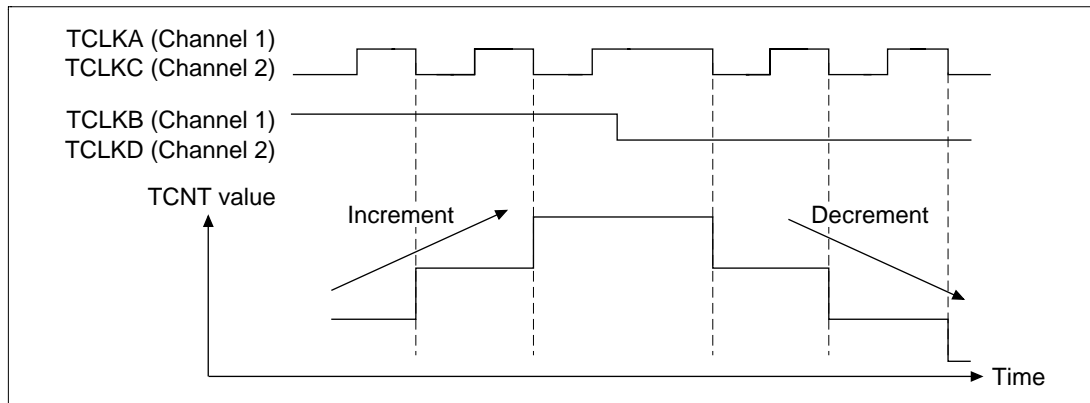 TCLKA (Channel 1)
TCLKC (Channel 2)
TCLKB (Channel 1)
TCLKD (Channel 2)
TCNT value
Increment
Decrement
Time